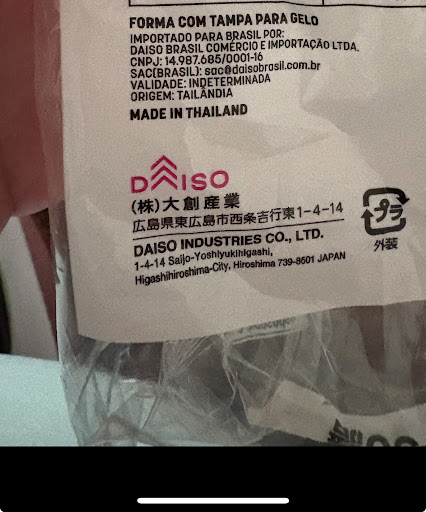 FORMA COM TAMPA PARA GELO
IMPORTADO PARA BRASIL POR:
DAISO BRASIL COMÉRCIO E IMPORTAÇÃO LTDA.
CNPJ: 14.987.685/0001-16
SAC(BRASIL): sac@daisobrasil.com.br
VALIDADE: INDETERMINADA
ORIGEM: TAILÂNDIA
MADE IN THAILAND
DAISO
(株)大創産業
広島県東広島市西条吉行東1-4-14
DAISO INDUSTRIES CO., LTD.
1-4-14 Saijo-Yoshiyukihigashi,
Higashihiroshima-City, Hiroshima 739-8501 JAPAN
プラ
外装